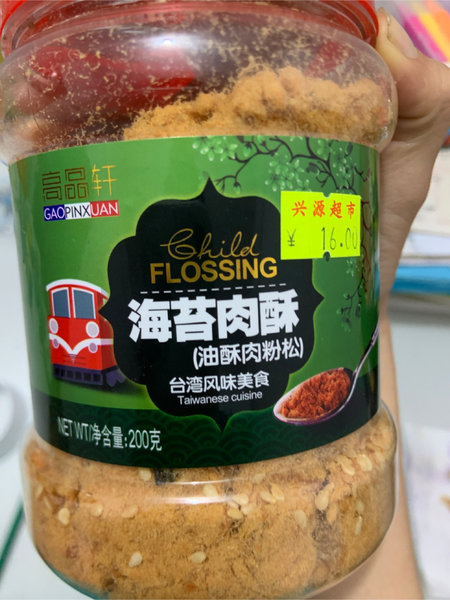 高品轩
GAOPINXUAN
兴源超市
¥ 16.00
Child
FLOSSING
海苔肉酥
(油酥肉粉松)
台湾风味美食
Taiwanese cuisine
NET WT/净含量:200克